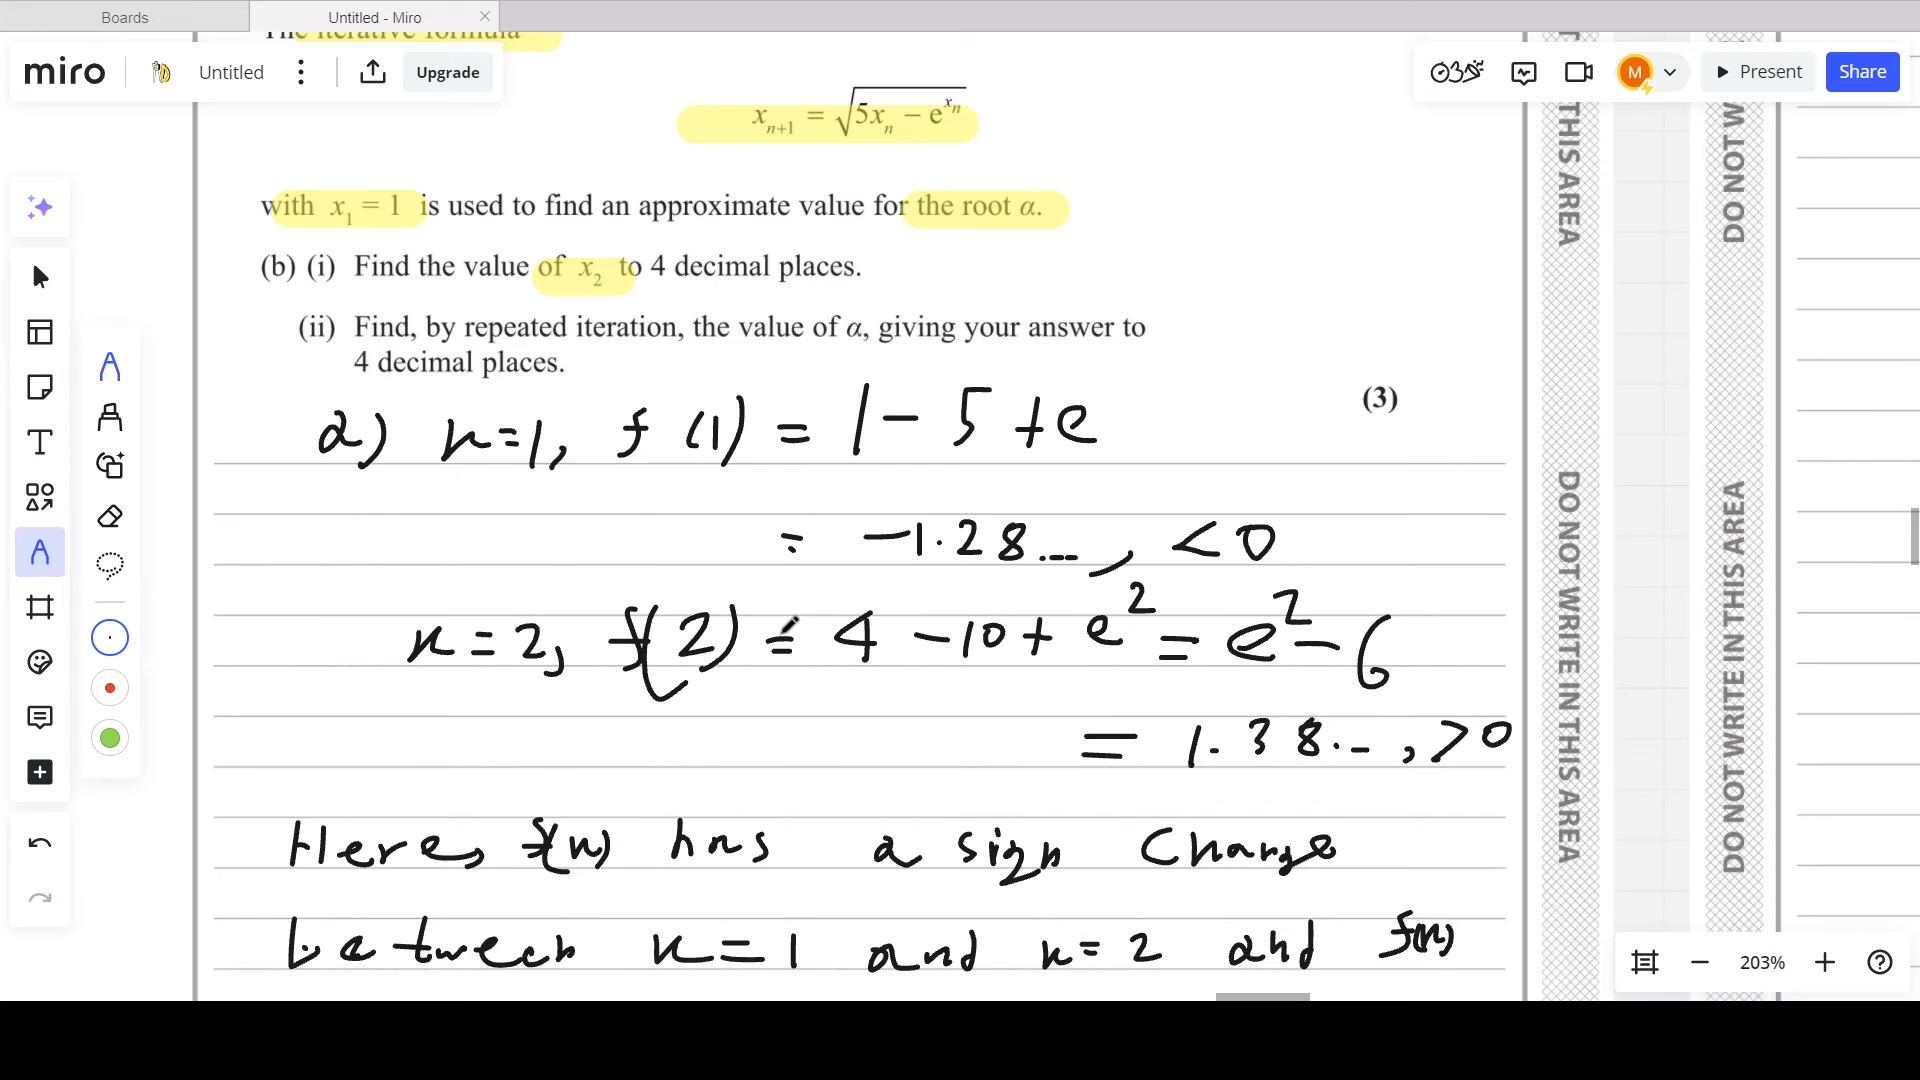 Boards
Untitled - Miro
The iterative formula
miro
Untitled
Upgrade
Present
Share
M
x_{n+1} = √(5x_n − e^{x_n})
with x_1 = 1 is used to find an approximate value for the root α.
(b) (i) Find the value of x_2 to 4 decimal places.
(ii) Find, by repeated iteration, the value of α, giving your answer to
4 decimal places.
(3)
a) x=1, f(1) = 1 − 5 + e
= −1.28..., <0
x=2, f(2) = 4 − 10 + e² = e² − 6
= 1.38..., >0
Here, f(x) has a sign change
between x=1 and x=2 and f(x)
THIS AREA
DO NOT WRITE IN THIS AREA
DO NOT W
DO NOT WRITE IN THIS AREA
203%